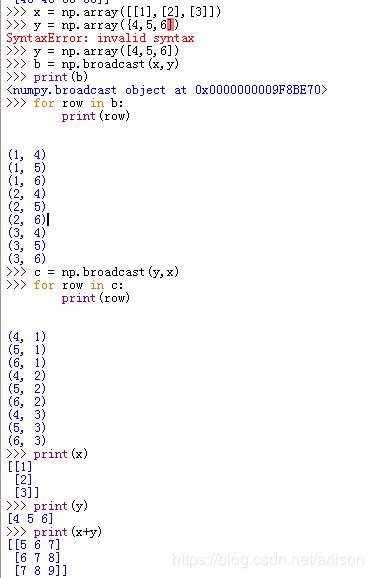 >>> x = np.array([[1],[2],[3]])
>>> y = np.array({4,5,6])
SyntaxError: invalid syntax
>>> y = np.array([4,5,6])
>>> b = np.broadcast(x,y)
>>> print(b)
<numpy.broadcast object at 0x0000000009F8BE70>
>>> for row in b:
        print(row)
(1, 4)
(1, 5)
(1, 6)
(2, 4)
(2, 5)
(2, 6)
(3, 4)
(3, 5)
(3, 6)
>>> c = np.broadcast(y,x)
>>> for row in c:
        print(row)
(4, 1)
(5, 1)
(6, 1)
(4, 2)
(5, 2)
(6, 2)
(4, 3)
(5, 3)
(6, 3)
>>> print(x)
[[1]
 [2]
 [3]]
>>> print(y)
[4 5 6]
>>> print(x+y)
[[5 6 7]
 [6 7 8]
 [7 8 9]]
https://blog.csdn.net/arlison